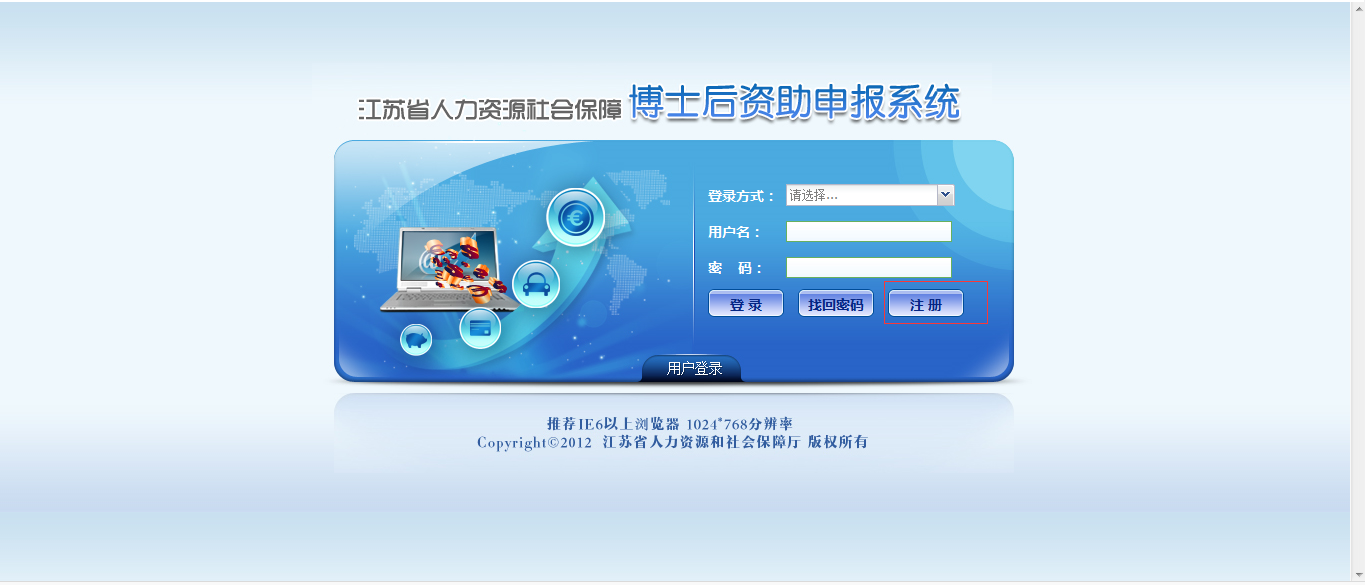 江苏省人力资源社会保障 博士后资助申报系统
登录方式： 请选择...
用户名：
密 码：
登 录 找回密码 注 册
@
€
用户登录
推荐IE6以上浏览器 1024*768分辨率
Copyright©2012 江苏省人力资源和社会保障厅 版权所有